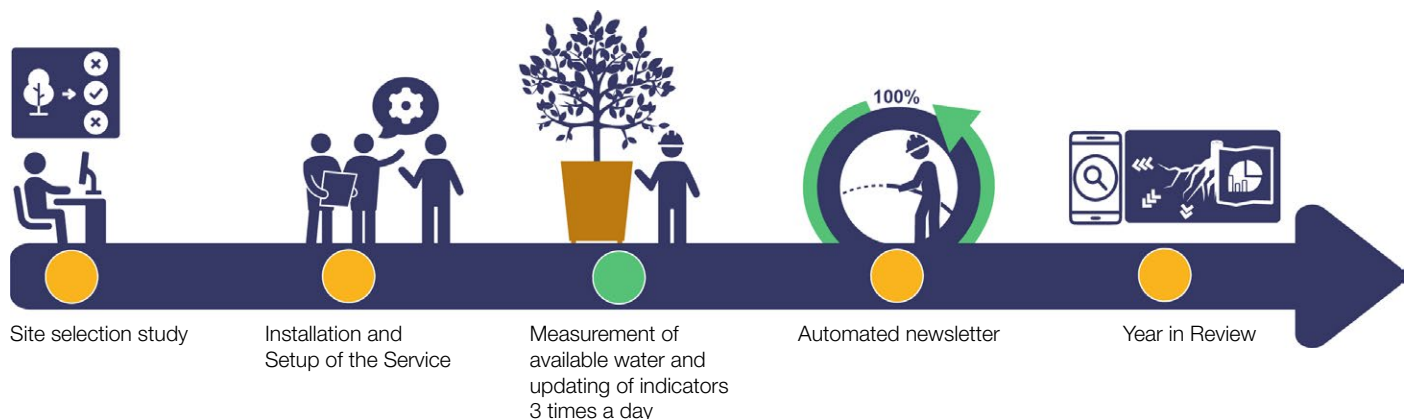 100%
Site selection study
Installation and
Setup of the Service
Measurement of
available water and
updating of indicators
3 times a day
Automated newsletter
Year in Review